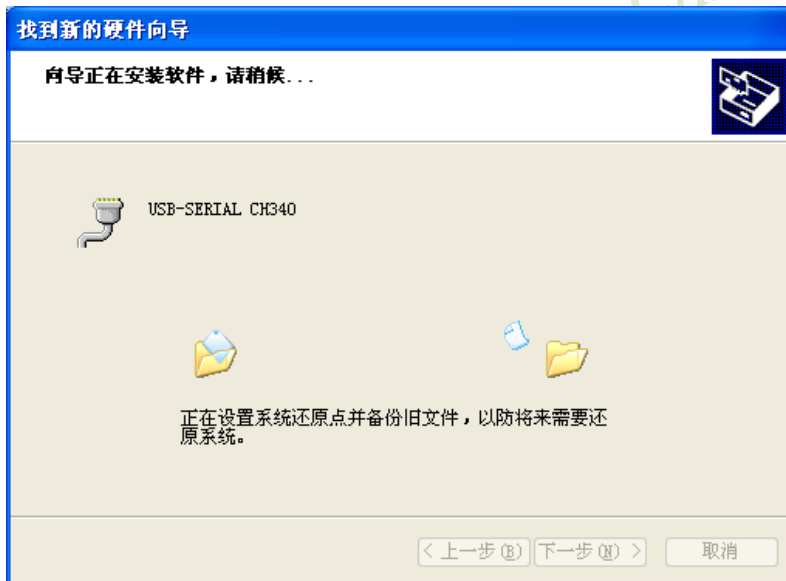 找到新的硬件向导
向导正在安装软件，请稍候...
USB-SERIAL CH340
正在设置系统还原点并备份旧文件，以防将来需要还
原系统。
< 上一步(B) 下一步(N) > 取消